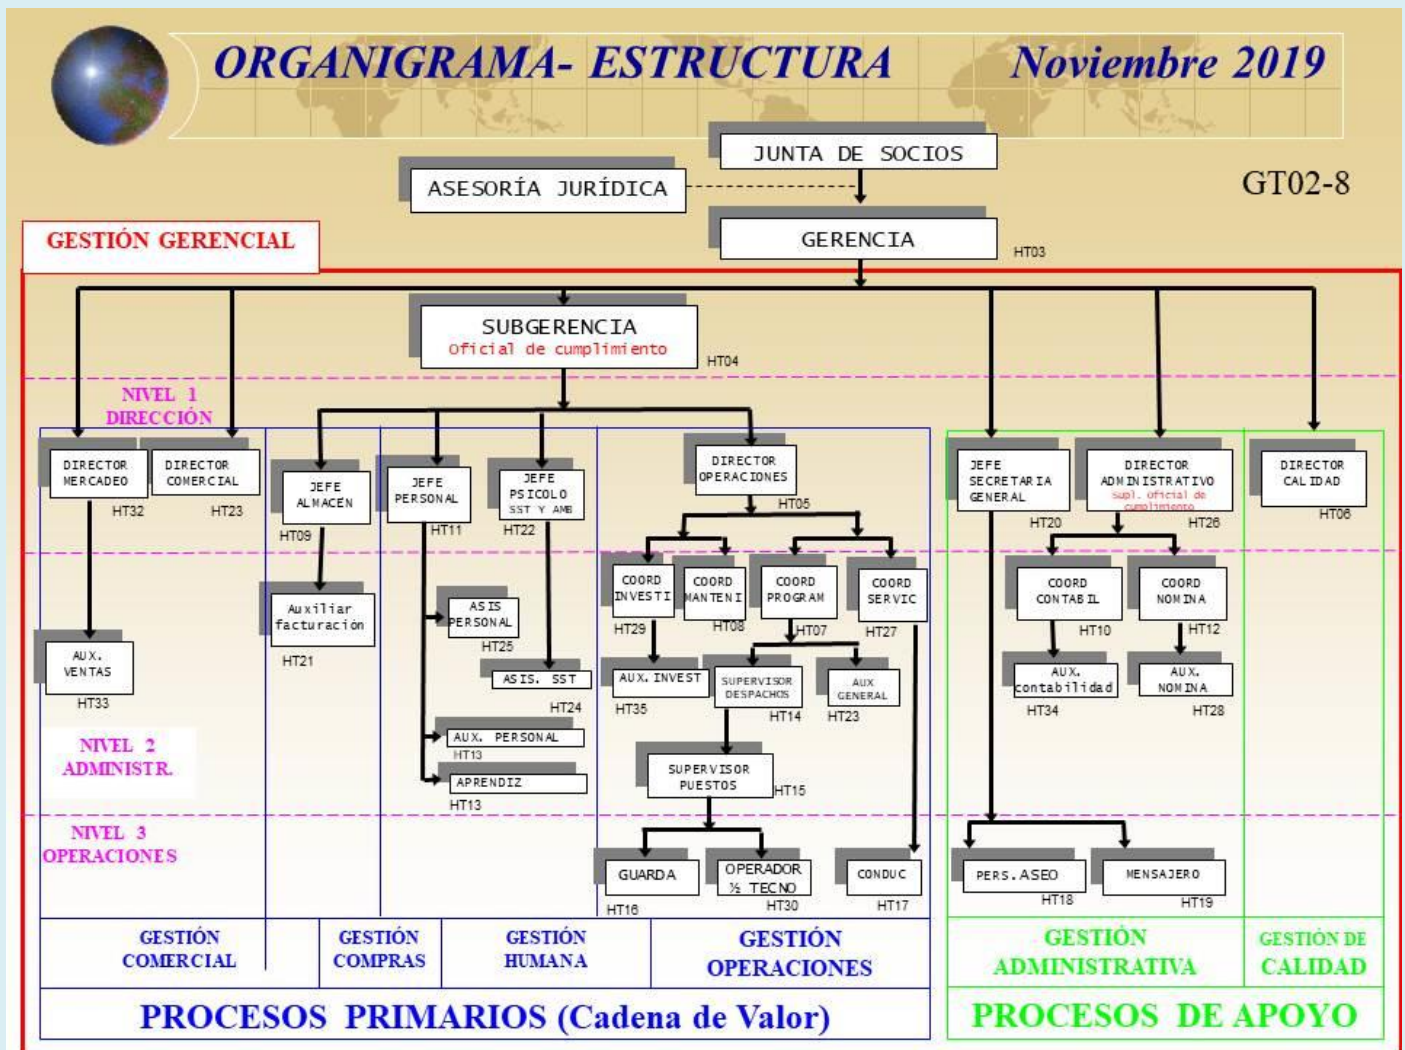 ORGANIGRAMA- ESTRUCTURA Noviembre 2019
JUNTA DE SOCIOS
ASESORÍA JURÍDICA
GT02-8
GESTIÓN GERENCIAL
GERENCIA
HT03
SUBGERENCIA
Oficial de cumplimiento
HT04
NIVEL 1
DIRECCIÓN
DIRECTOR
MERCADEO
HT32
DIRECTOR
COMERCIAL
HT23
JEFE
ALMACÉN
HT09
JEFE
PERSONAL
HT11
JEFE
PSICOLO
SST Y AMB
HT22
DIRECTOR
OPERACIONES
HT05
JEFE
SECRETARIA
GENERAL
HT20
DIRECTOR
ADMINISTRATIVO
Supl. Oficial de
cumplimiento
HT26
DIRECTOR
CALIDAD
HT06
Auxiliar
facturación
HT21
ASIS
PERSONAL
HT25
COORD
INVESTI
HT29
COORD
MANTENI
HT08
COORD
PROGRAM
HT07
COORD
SERVIC
HT27
COORD
CONTABIL
HT10
COORD
NOMINA
HT12
AUX.
VENTAS
HT33
ASIS. SST
HT24
AUX.INVEST
HT35
SUPERVISOR
DESPACHOS
HT14
AUX
GENERAL
HT23
AUX.
contabilidad
HT34
AUX.
NOMINA
HT28
NIVEL 2
ADMINISTR.
AUX. PERSONAL
HT13
APRENDIZ
HT13
SUPERVISOR
PUESTOS
HT15
NIVEL 3
OPERACIONES
GUARDA
HT16
OPERADOR
½ TECNO
HT30
CONDUC
HT17
PERS.ASEO
HT18
MENSAJERO
HT19
GESTIÓN
COMERCIAL
GESTIÓN
COMPRAS
GESTIÓN
HUMANA
GESTIÓN
OPERACIONES
GESTIÓN
ADMINISTRATIVA
GESTIÓN DE
CALIDAD
PROCESOS PRIMARIOS (Cadena de Valor)
PROCESOS DE APOYO